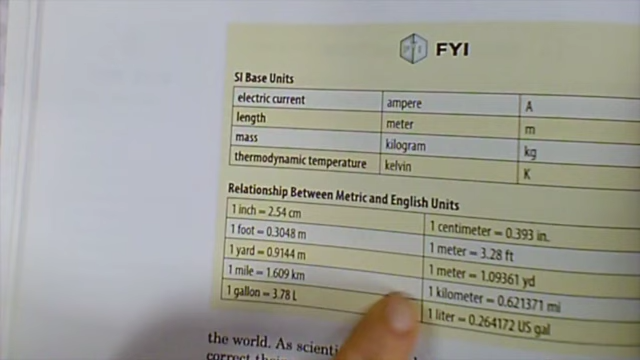 FYI
SI Base Units
electric current ampere A
length meter m
mass kilogram kg
thermodynamic temperature kelvin K
Relationship Between Metric and English Units
1 inch = 2.54 cm 1 centimeter = 0.393 in.
1 foot = 0.3048 m 1 meter = 3.28 ft
1 yard = 0.9144 m 1 meter = 1.09361 yd
1 mile = 1.609 km 1 kilometer = 0.621371 mi
1 gallon = 3.78 L 1 liter = 0.264172 US gal
the world. As
correct